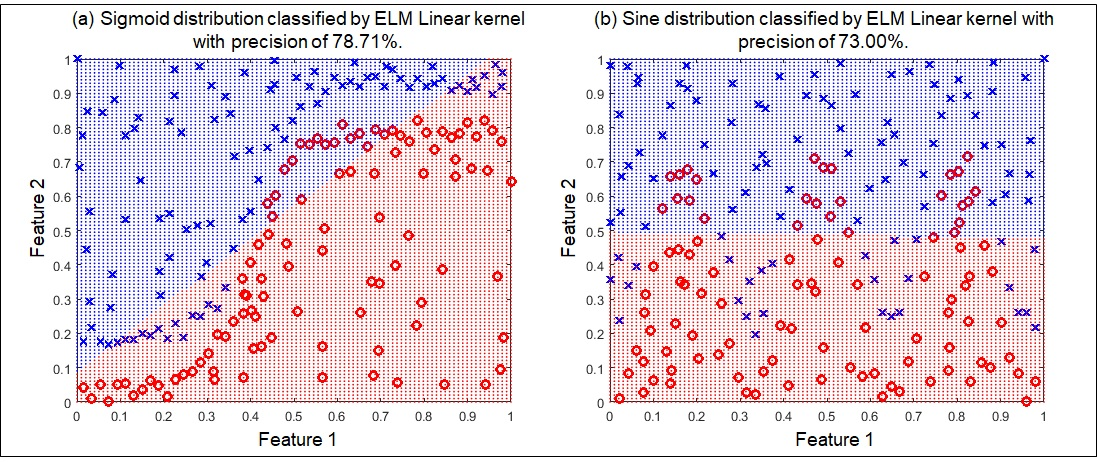 (a) Sigmoid distribution classified by ELM Linear kernel
with precision of 78.71%.
1
0.9
0.8
0.7
0.6
0.5
0.4
0.3
0.2
0.1
0
Feature 2
0 0.1 0.2 0.3 0.4 0.5 0.6 0.7 0.8 0.9 1
Feature 1
(b) Sine distribution classified by ELM Linear kernel with
precision of 73.00%.
1
0.9
0.8
0.7
0.6
0.5
0.4
0.3
0.2
0.1
0
Feature 2
0 0.1 0.2 0.3 0.4 0.5 0.6 0.7 0.8 0.9 1
Feature 1